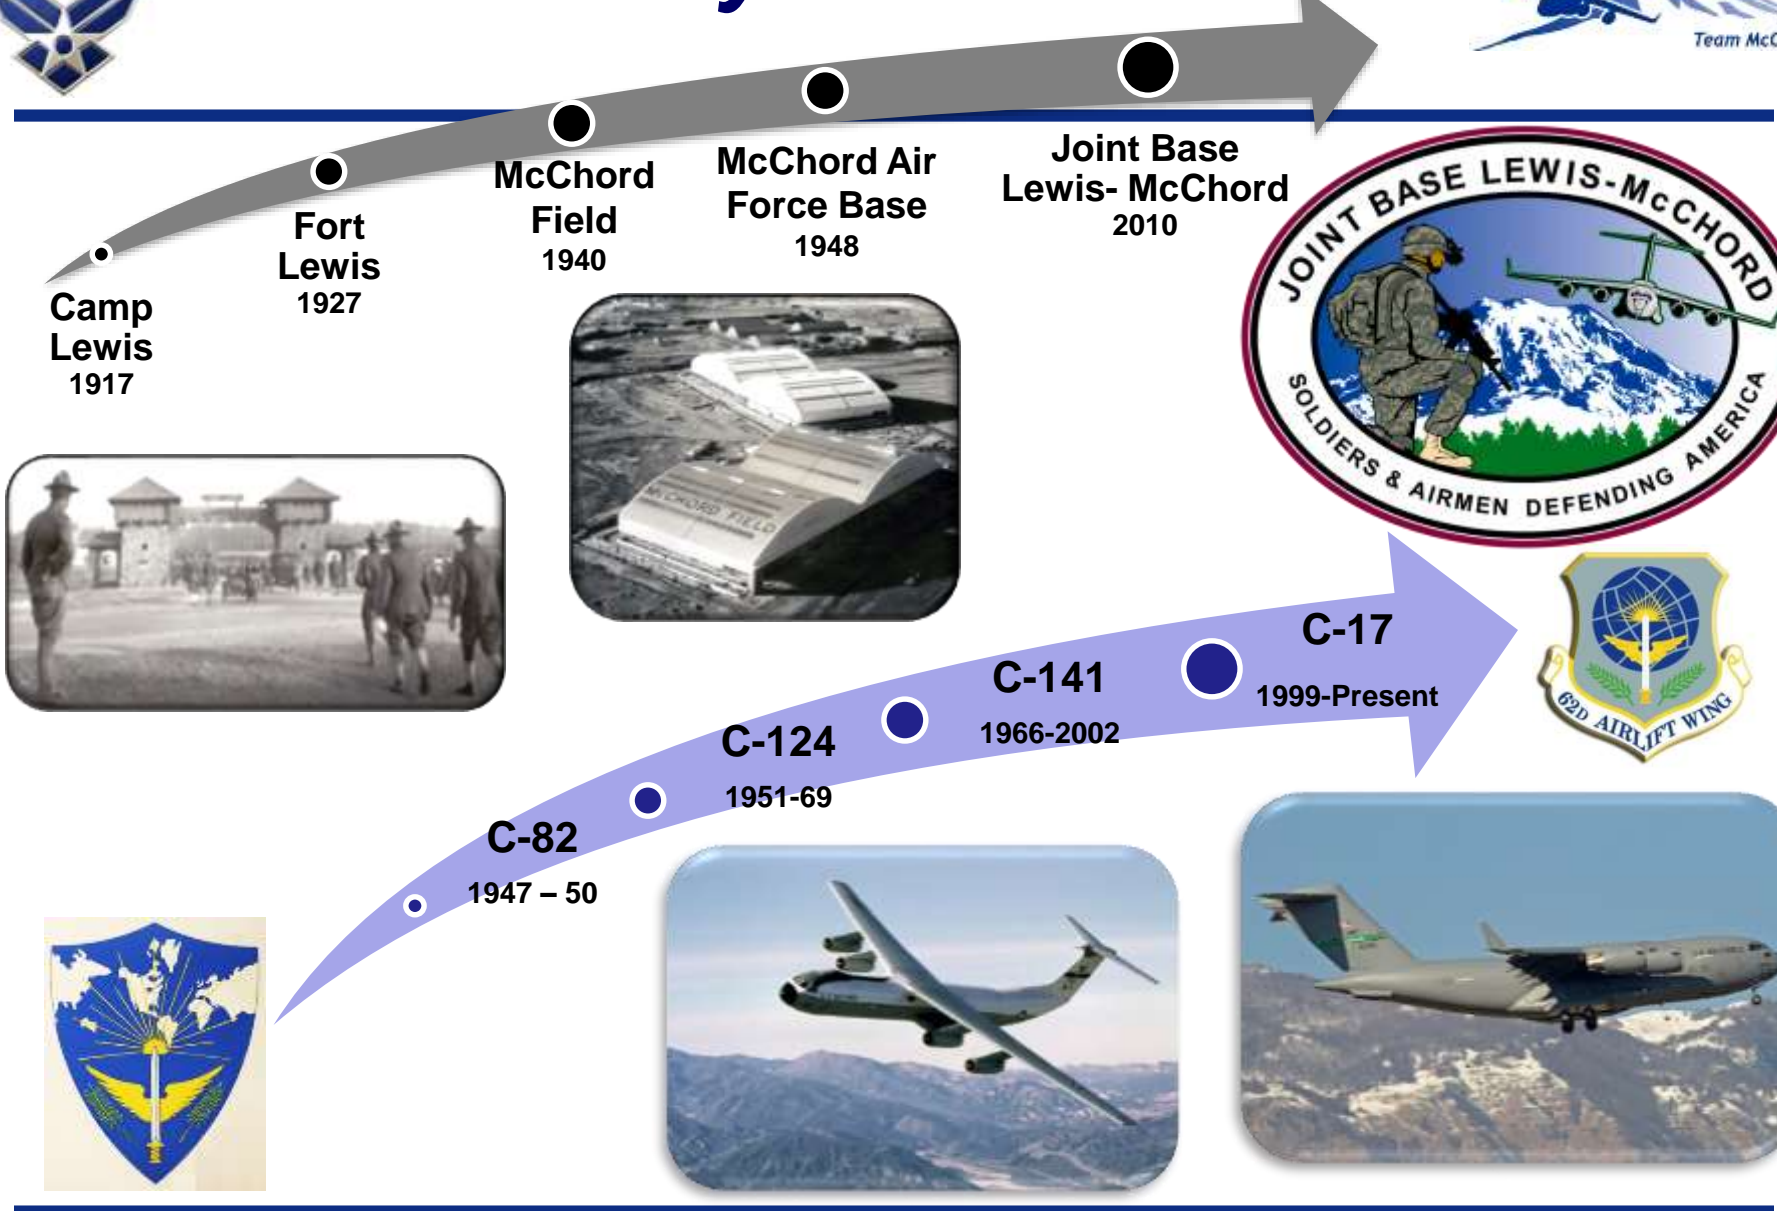 Team McC
Camp
Lewis
1917
Fort
Lewis
1927
McChord
Field
1940
McChord Air
Force Base
1948
Joint Base
Lewis- McChord
2010
JOINT BASE LEWIS-McCHORD
SOLDIERS & AIRMEN DEFENDING AMERICA
McCHORD FIELD
C-82
1947 – 50
C-124
1951-69
C-141
1966-2002
C-17
1999-Present
62D AIRLIFT WING